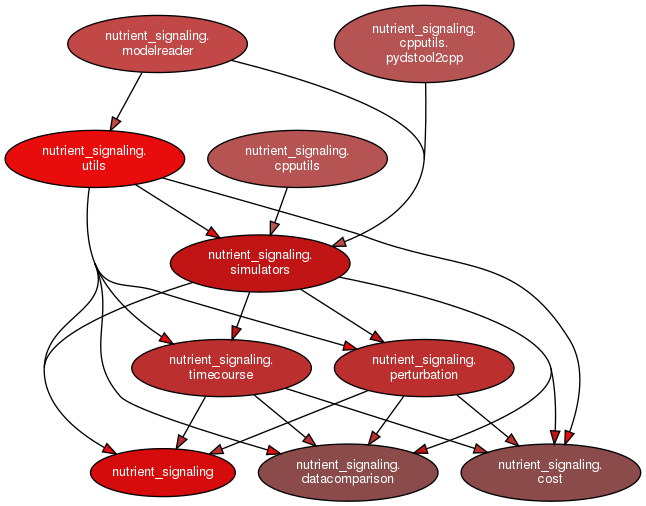 nutrient_signaling.
modelreader
nutrient_signaling.
cpputils.
pydstool2cpp
nutrient_signaling.
utils
nutrient_signaling.
cpputils
nutrient_signaling.
simulators
nutrient_signaling.
timecourse
nutrient_signaling.
perturbation
nutrient_signaling
nutrient_signaling.
datacomparison
nutrient_signaling.
cost